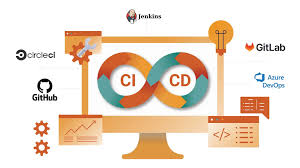 Jenkins
circleci
GitLab
CI
CD
GitHub
Azure
DevOps